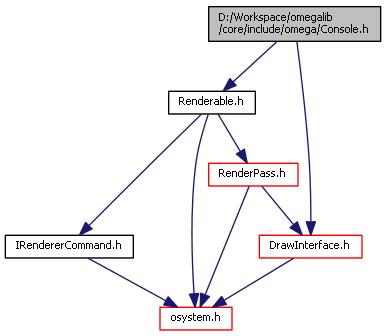 D:/Workspace/omegalib
/core/include/omega/Console.h
Renderable.h
RenderPass.h
IRendererCommand.h
DrawInterface.h
osystem.h